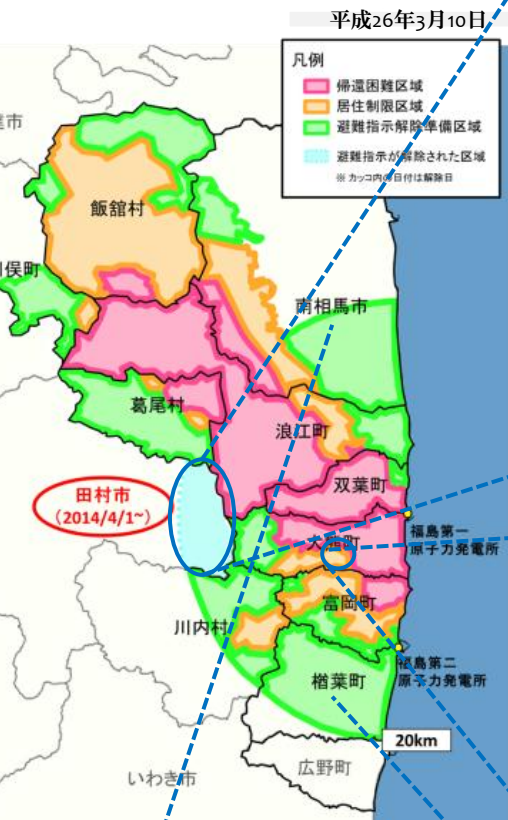 平成26年3月10日
凡例
帰還困難区域
居住制限区域
避難指示解除準備区域
避難指示が解除された区域
※ カッコ内の日付は解除日
市
飯舘村
俣町
南相馬市
葛尾村
浪江町
双葉町
田村市
(2014/4/1~)
福島第一
原子力発電所
大熊町
富岡町
川内村
福島第二
原子力発電所
楢葉町
20km
広野町
いわき市